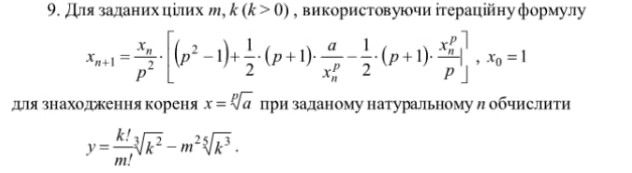 9. Для заданих цілих m, k (k > 0) , використовуючи ітераційну формулу
x_{n+1} = \frac{x_n}{p^2} \cdot \left[ (p^2 - 1) + \frac{1}{2} \cdot (p+1) \cdot \frac{a}{x_n^p} - \frac{1}{2} \cdot (p+1) \cdot \frac{x_n^p}{p} \right] , x_0 = 1
для знаходження кореня x = \sqrt[p]{a} при заданому натуральному n обчислити
y = \frac{k!}{m!} \sqrt[3]{k^2} - m^2 \sqrt[5]{k^3} .